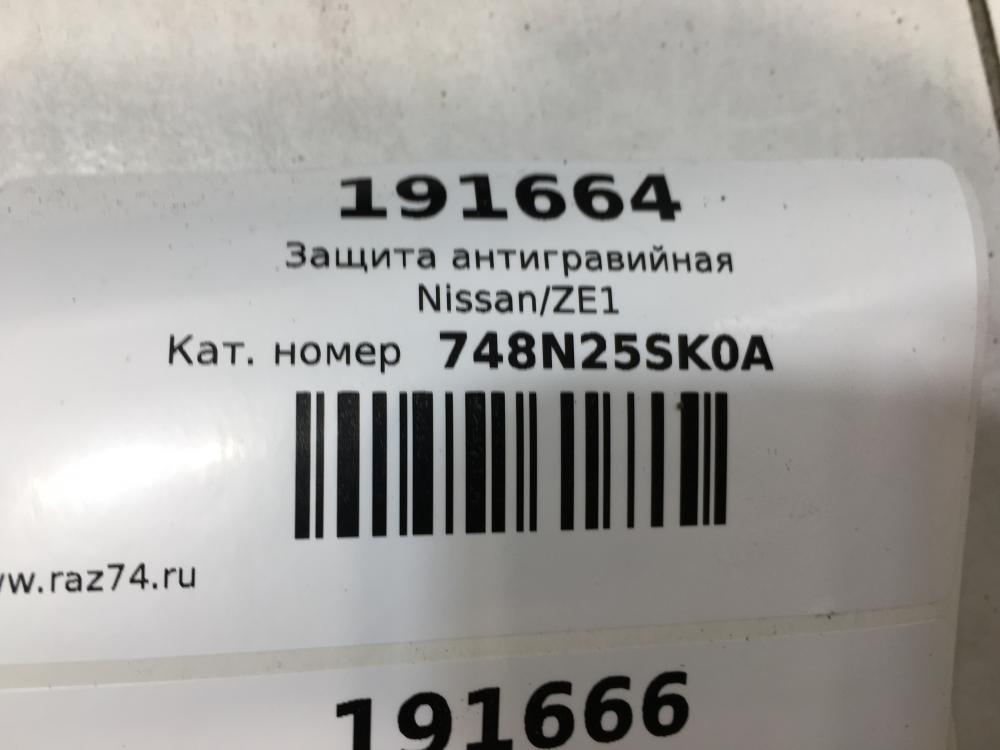 191664
Защита антигравийная
Nissan/ZE1
Кат. номер 748N25SK0A
w.raz74.ru
191666